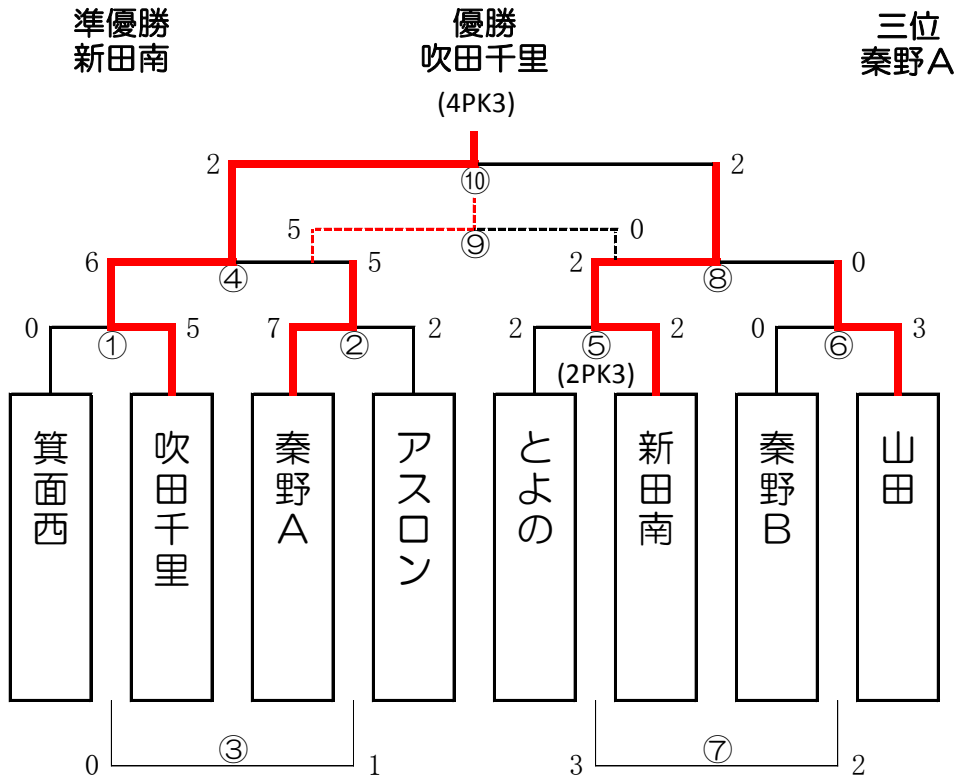 準優勝
新田南
優勝
吹田千里
(4PK3)
三位
秦野A
2
⑩
2
5
⑨
0
6
④
5
2
⑧
0
0
①
5
7
②
2
2
⑤
2
0
⑥
3
(2PK3)
箕面西
吹田千里
秦野A
アスロン
とよの
新田南
秦野B
山田
0
③
1
3
⑦
2